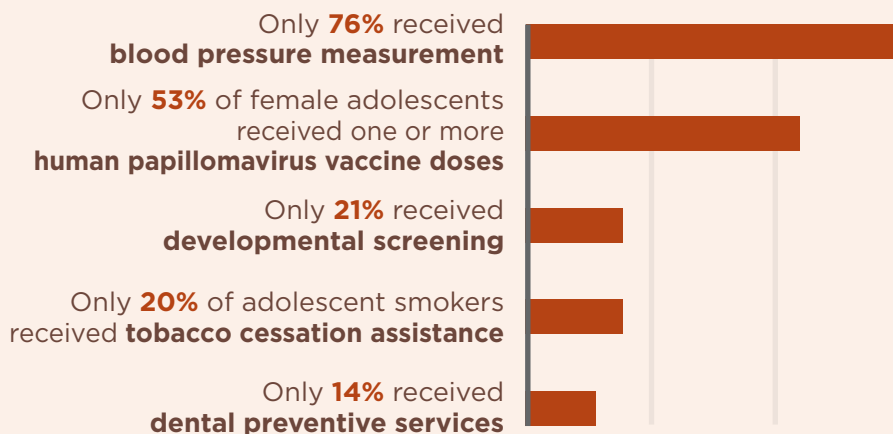 Only 76% received
blood pressure measurement
Only 53% of female adolescents
received one or more
human papillomavirus vaccine doses
Only 21% received
developmental screening
Only 20% of adolescent smokers
received tobacco cessation assistance
Only 14% received
dental preventive services